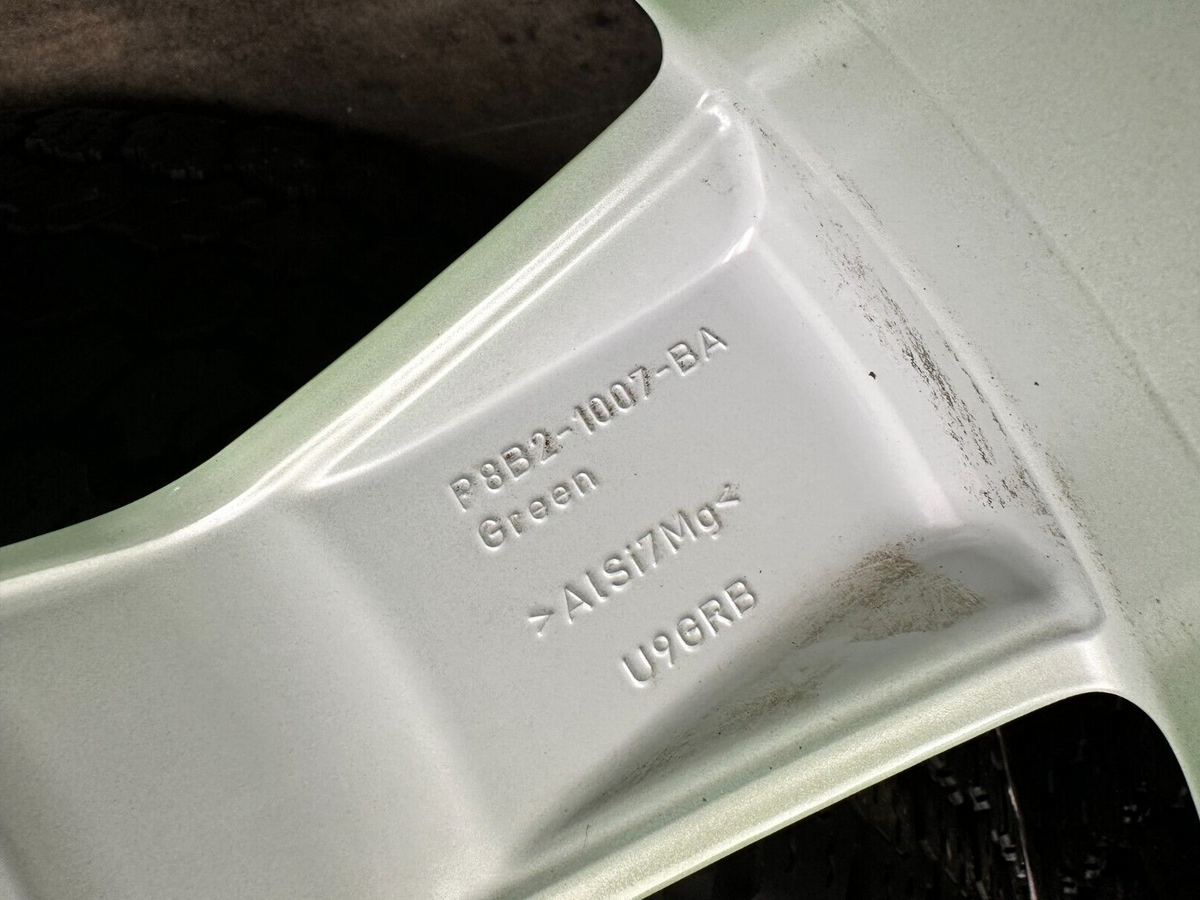 P8B2-1007-BA
Green
>AlSi7Mg<
U9GRB